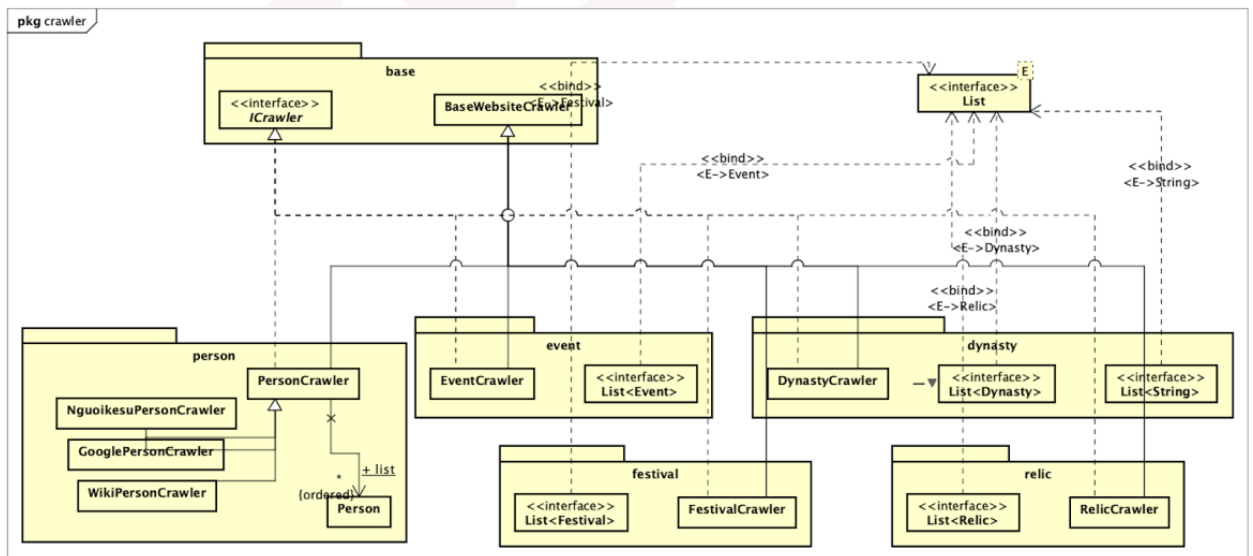 pkg crawler
base
<<interface>>
ICrawler
BaseWebsiteCrawler
<<bind>>
<E->Festival>
E
<<interface>>
List
<<bind>>
<E->Event>
<<bind>>
<E->String>
<<bind>>
<E->Dynasty>
<<bind>>
<E->Relic>
person
PersonCrawler
NguoikesuPersonCrawler
GooglePersonCrawler
WikiPersonCrawler
+ list
*
{ordered}
Person
event
EventCrawler
<<interface>>
List<Event>
dynasty
DynastyCrawler
<<interface>>
List<Dynasty>
<<interface>>
List<String>
festival
<<interface>>
List<Festival>
FestivalCrawler
relic
<<interface>>
List<Relic>
RelicCrawler